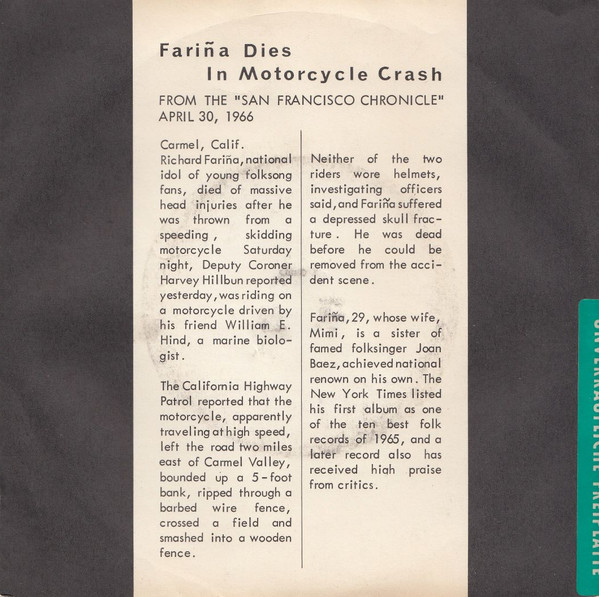 Fariña Dies
In Motorcycle Crash
FROM THE "SAN FRANCISCO CHRONICLE"
APRIL 30, 1966
Carmel, Calif.
Richard Fariña, national
idol of young folksong
fans, died of massive
head injuries after he
was thrown from a
speeding, skidding
motorcycle Saturday
night, Deputy Coroner
Harvey Hillbun reported
yesterday, was riding on
a motorcycle driven by
his friend William E.
Hind, a marine biolo-
gist.
The California Highway
Patrol reported that the
motorcycle, apparently
traveling at high speed,
left the road two miles
east of Carmel Valley,
bounded up a 5-foot
bank, ripped through a
barbed wire fence,
crossed a field and
smashed into a wooden
fence.
Neither of the two
riders wore helmets,
investigating officers
said, and Fariña suffered
a depressed skull frac-
ture. He was dead
before he could be
removed from the acci-
dent scene.
Fariña, 29, whose wife,
Mimi, is a sister of
famed folksinger Joan
Baez, achieved national
renown on his own. The
New York Times listed
his first album as one
of the ten best folk
records of 1965, and a
later record also has
received hiah praise
from critics.
UNVERKÄUFLICHE FREIPLATTE